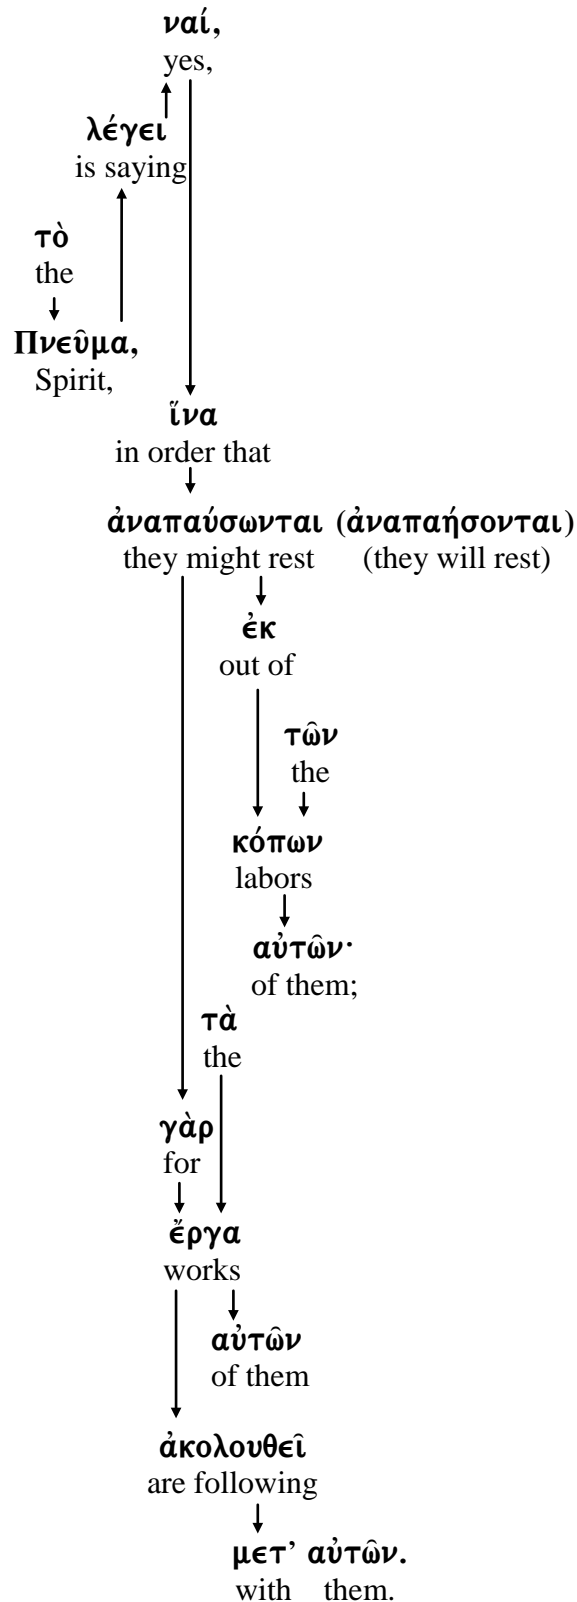 ναί,
yes,
λέγει
is saying
τὸ
the
Πνεῦμα,
Spirit,
ἵνα
in order that
ἀναπαύσωνται (ἀναπαήσονται)
they might rest (they will rest)
ἐκ
out of
τῶν
the
κόπων
labors
αὐτῶν·
of them;
τὰ
the
γὰρ
for
ἔργα
works
αὐτῶν
of them
ἀκολουθεῖ
are following
μετ’ αὐτῶν.
with them.